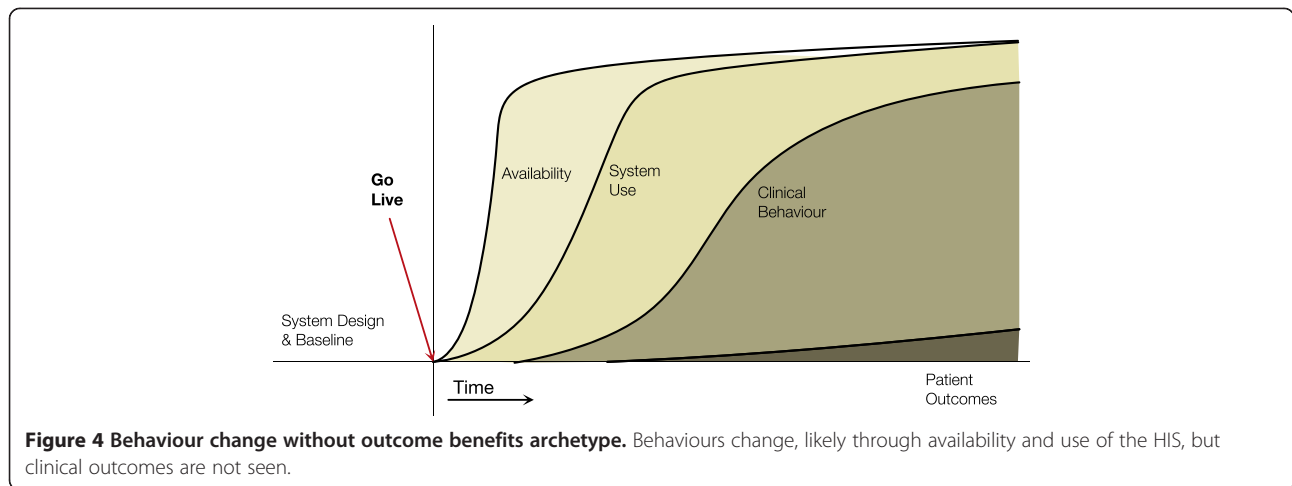 Go
Live
Availability
System
Use
Clinical
Behaviour
System Design
& Baseline
Time
Patient
Outcomes
Figure 4 Behaviour change without outcome benefits archetype. Behaviours change, likely through availability and use of the HIS, but
clinical outcomes are not seen.